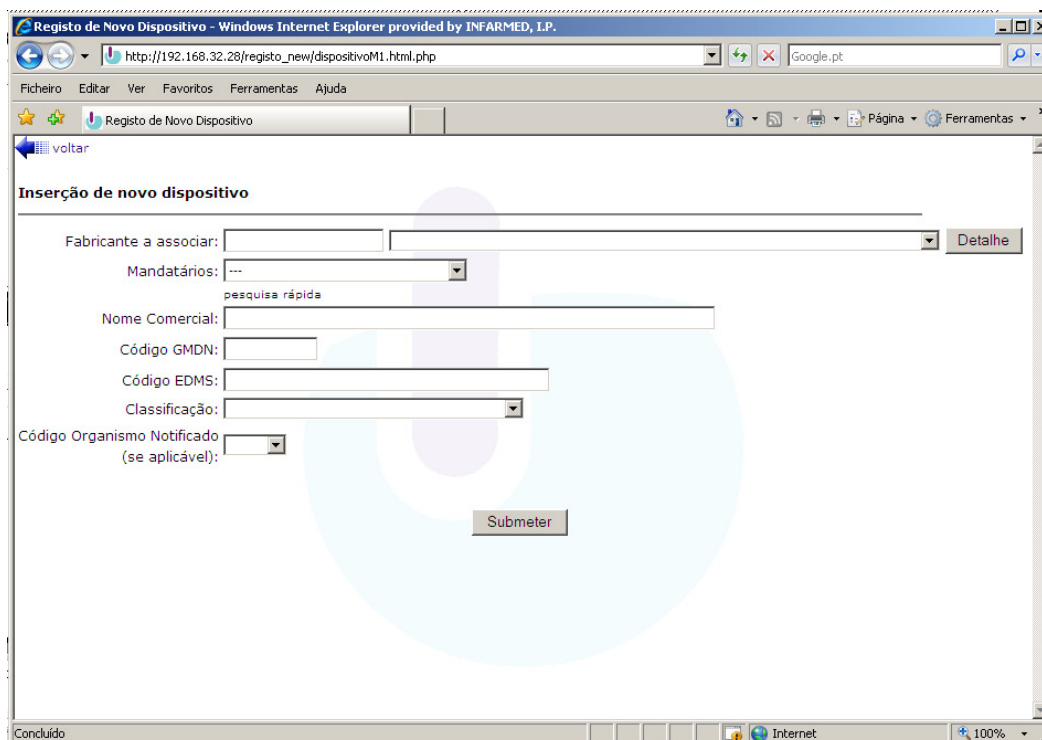 Registo de Novo Dispositivo - Windows Internet Explorer provided by INFARMED, I.P.
http://192.168.32.28/registo_new/dispositivoM1.html.php
Google.pt
Ficheiro Editar Ver Favoritos Ferramentas Ajuda
Registo de Novo Dispositivo
Página
Ferramentas
voltar
Inserção de novo dispositivo
Fabricante a associar:
Detalhe
Mandatários: ---
pesquisa rápida
Nome Comercial:
Código GMDN:
Código EDMS:
Classificação:
Código Organismo Notificado
(se aplicável):
Submeter
Concluído
Internet
100%